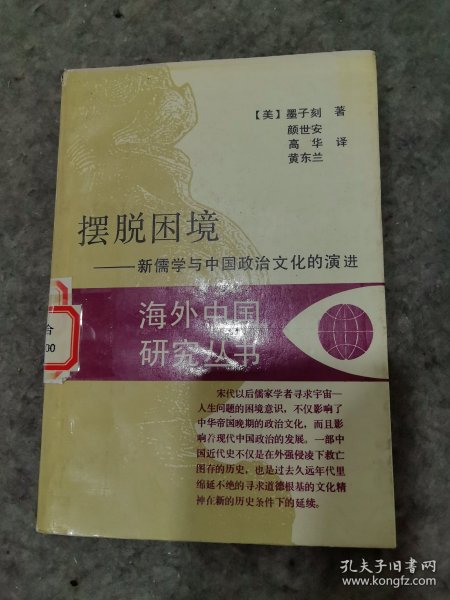 【美】墨子刻 著
颜世安
高 华 译
黄东兰
摆脱困境
——新儒学与中国政治文化的演进
海外中国
研究丛书
合
00
宋代以后儒家学者寻求宇宙—
人生问题的困境意识，不仅影响了
中华帝国晚期的政治文化，而且影
响着现代中国政治的发展。一部中
国近代史不仅是在外强侵凌下救亡
图存的历史，也是过去久远年代里
绵延不绝的寻求道德根基的文化精
神在新的历史条件下的延续。
孔夫子旧书网
www.kongfz.com